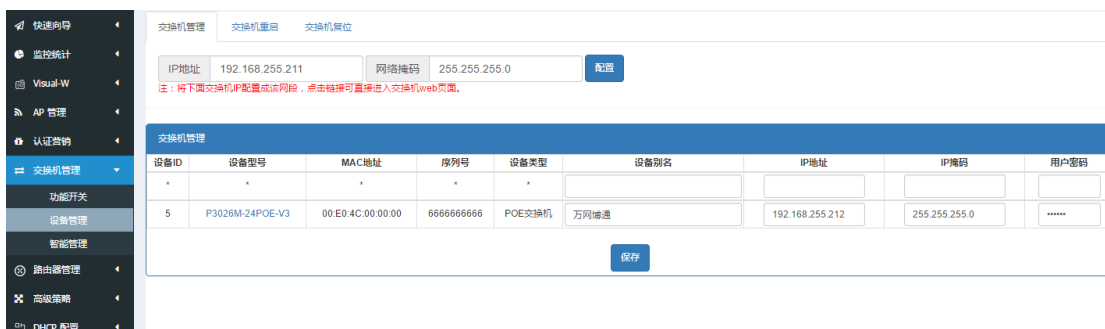 快速向导
监控统计
Visual-W
AP 管理
认证营销
交换机管理
功能开关
设备管理
智能管理
路由器管理
高级策略
DHCP 配置
交换机管理 交换机重启 交换机复位
IP地址 192.168.255.211 网络掩码 255.255.255.0 配置
注：将下面交换机IP配置成该网段，点击链接可直接进入交换机web页面。
交换机管理
设备ID 设备型号 MAC地址 序列号 设备类型 设备别名 IP地址 IP掩码 用户密码
* * * * *
5 P3026M-24POE-V3 00:E0:4C:00:00:00 6666666666 POE交换机 万网博通 192.168.255.212 255.255.255.0 ••••••
保存